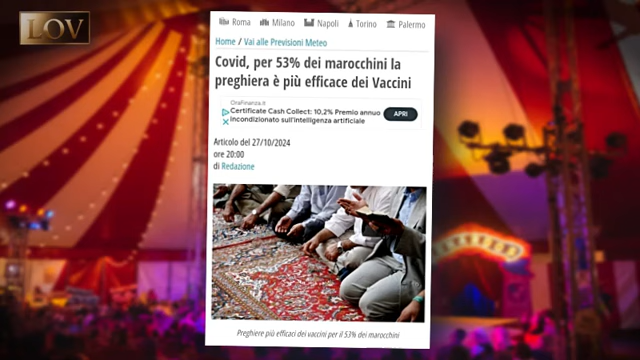 LOV
Roma Milano Napoli Torino Palermo
Home / Vai alle Previsioni Meteo
Covid, per 53% dei marocchini la
preghiera è più efficace dei Vaccini
OraFinanza.it
Certificate Cash Collect: 10,2% Premio annuo
incondizionato sull'intelligenza artificiale
APRI
Articolo del 27/10/2024
ore 20:00
di Redazione
Preghiere più efficaci dei vaccini per il 53% dei marocchini